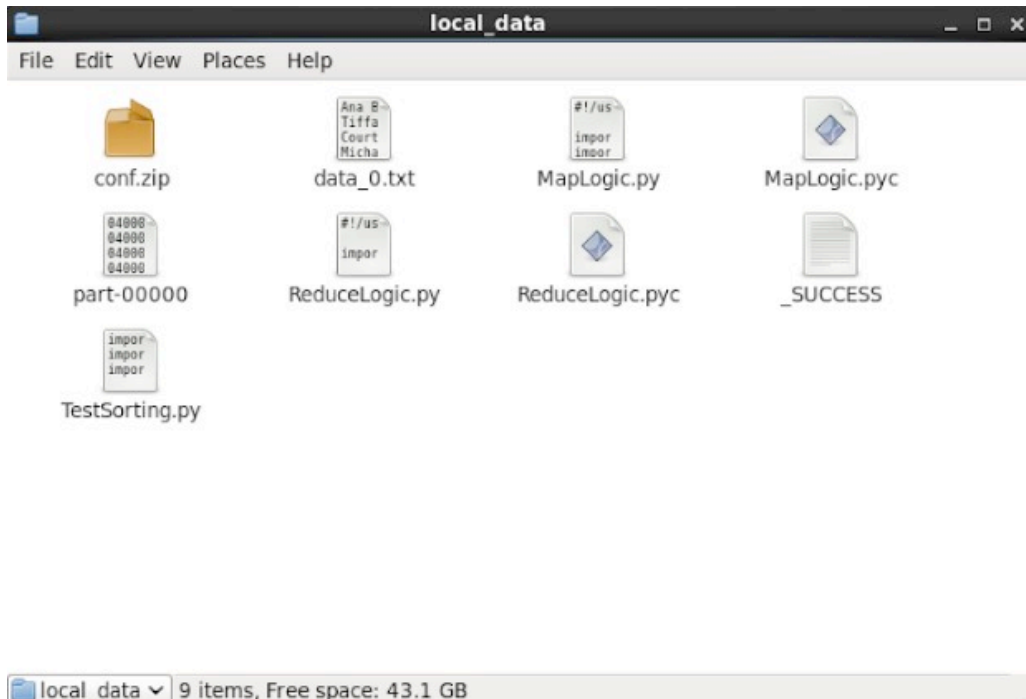 local_data
File Edit View Places Help
Ana B
Tiffa
Court
Micha
#!/us
impor
impor
conf.zip data_0.txt MapLogic.py MapLogic.pyc
04000
04000
04000
04000
#!/us
impor
part-00000 ReduceLogic.py ReduceLogic.pyc _SUCCESS
impor
impor
impor
TestSorting.py
local_data 9 items, Free space: 43.1 GB